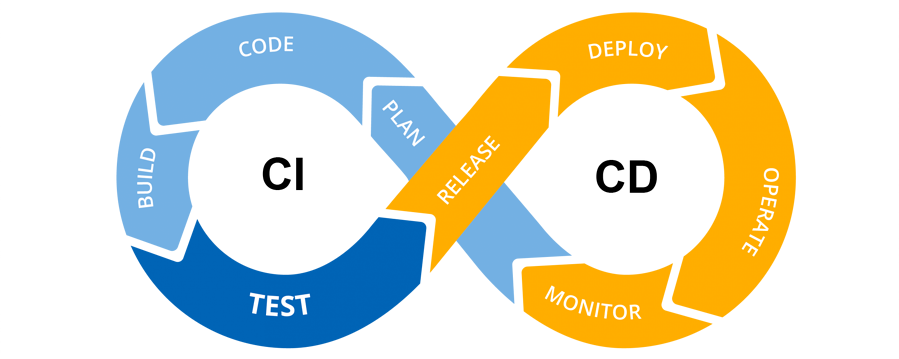 CODE
PLAN
BUILD
CI
TEST
RELEASE
DEPLOY
CD
OPERATE
MONITOR